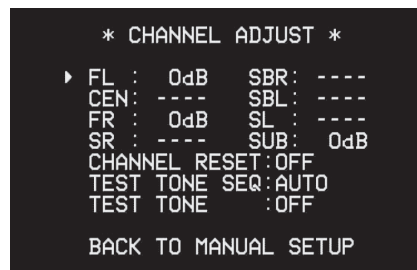 * CHANNEL ADJUST *
FL : 0dB SBR: ----
CEN: ---- SBL: ----
FR : 0dB SL : ----
SR : ---- SUB: 0dB
CHANNEL RESET:OFF
TEST TONE SEQ:AUTO
TEST TONE :OFF
BACK TO MANUAL SETUP